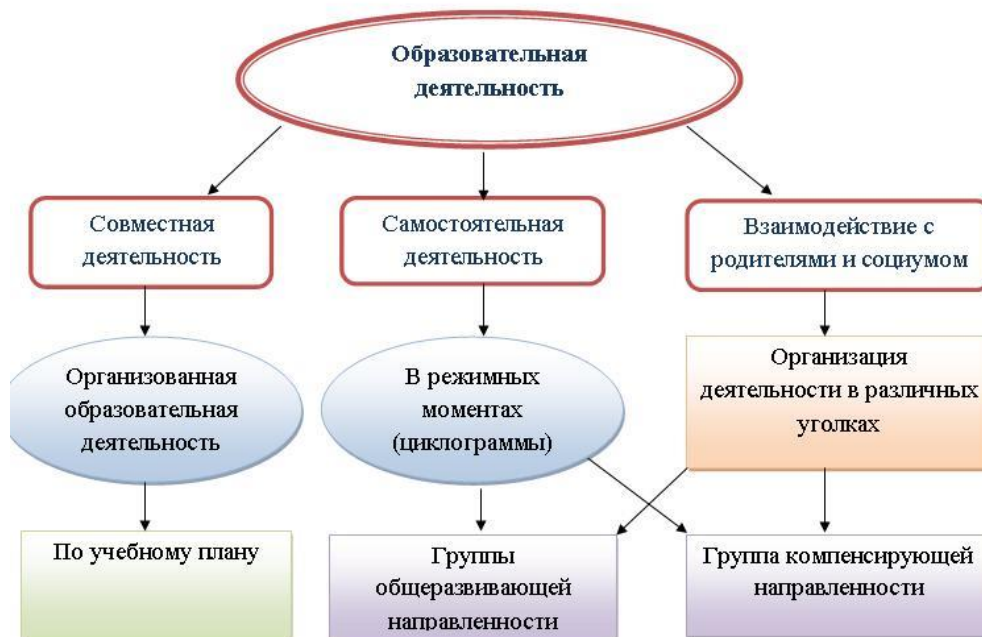 Образовательная
деятельность
Совместная
деятельность
Самостоятельная
деятельность
Взаимодействие с
родителями и социумом
Организованная
образовательная
деятельность
В режимных
моментах
(циклограммы)
Организация
деятельности в различных
уголках
По учебному плану
Группы
общеразвивающей
направленности
Группа компенсирующей
направленности